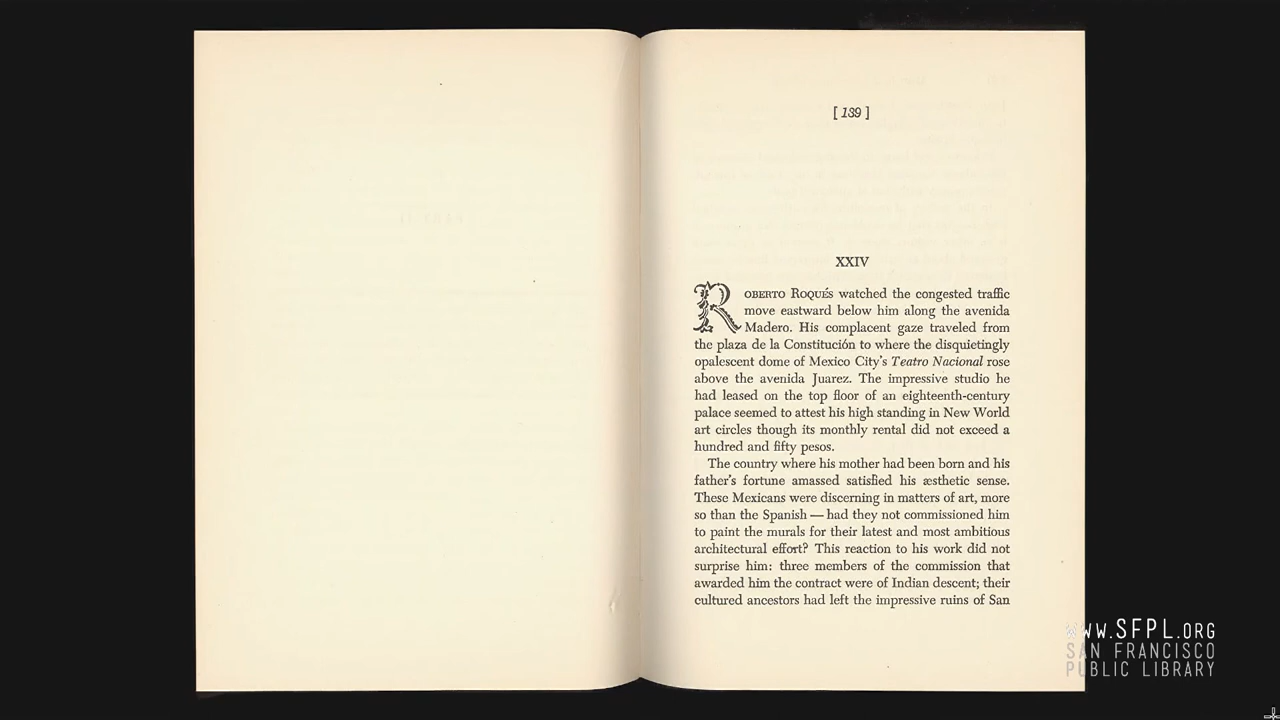 [ 139 ]
XXIV
ROBERTO ROQUÉS watched the congested traffic
move eastward below him along the avenida
Madero. His complacent gaze traveled from
the plaza de la Constitución to where the disquietingly
opalescent dome of Mexico City's Teatro Nacional rose
above the avenida Juarez. The impressive studio he
had leased on the top floor of an eighteenth-century
palace seemed to attest his high standing in New World
art circles though its monthly rental did not exceed a
hundred and fifty pesos.
The country where his mother had been born and his
father's fortune amassed satisfied his æsthetic sense.
These Mexicans were discerning in matters of art, more
so than the Spanish — had they not commissioned him
to paint the murals for their latest and most ambitious
architectural effort? This reaction to his work did not
surprise him: three members of the commission that
awarded him the contract were of Indian descent; their
cultured ancestors had left the impressive ruins of San
www.SFPL.ORG
SAN FRANCISCO
PUBLIC LIBRARY